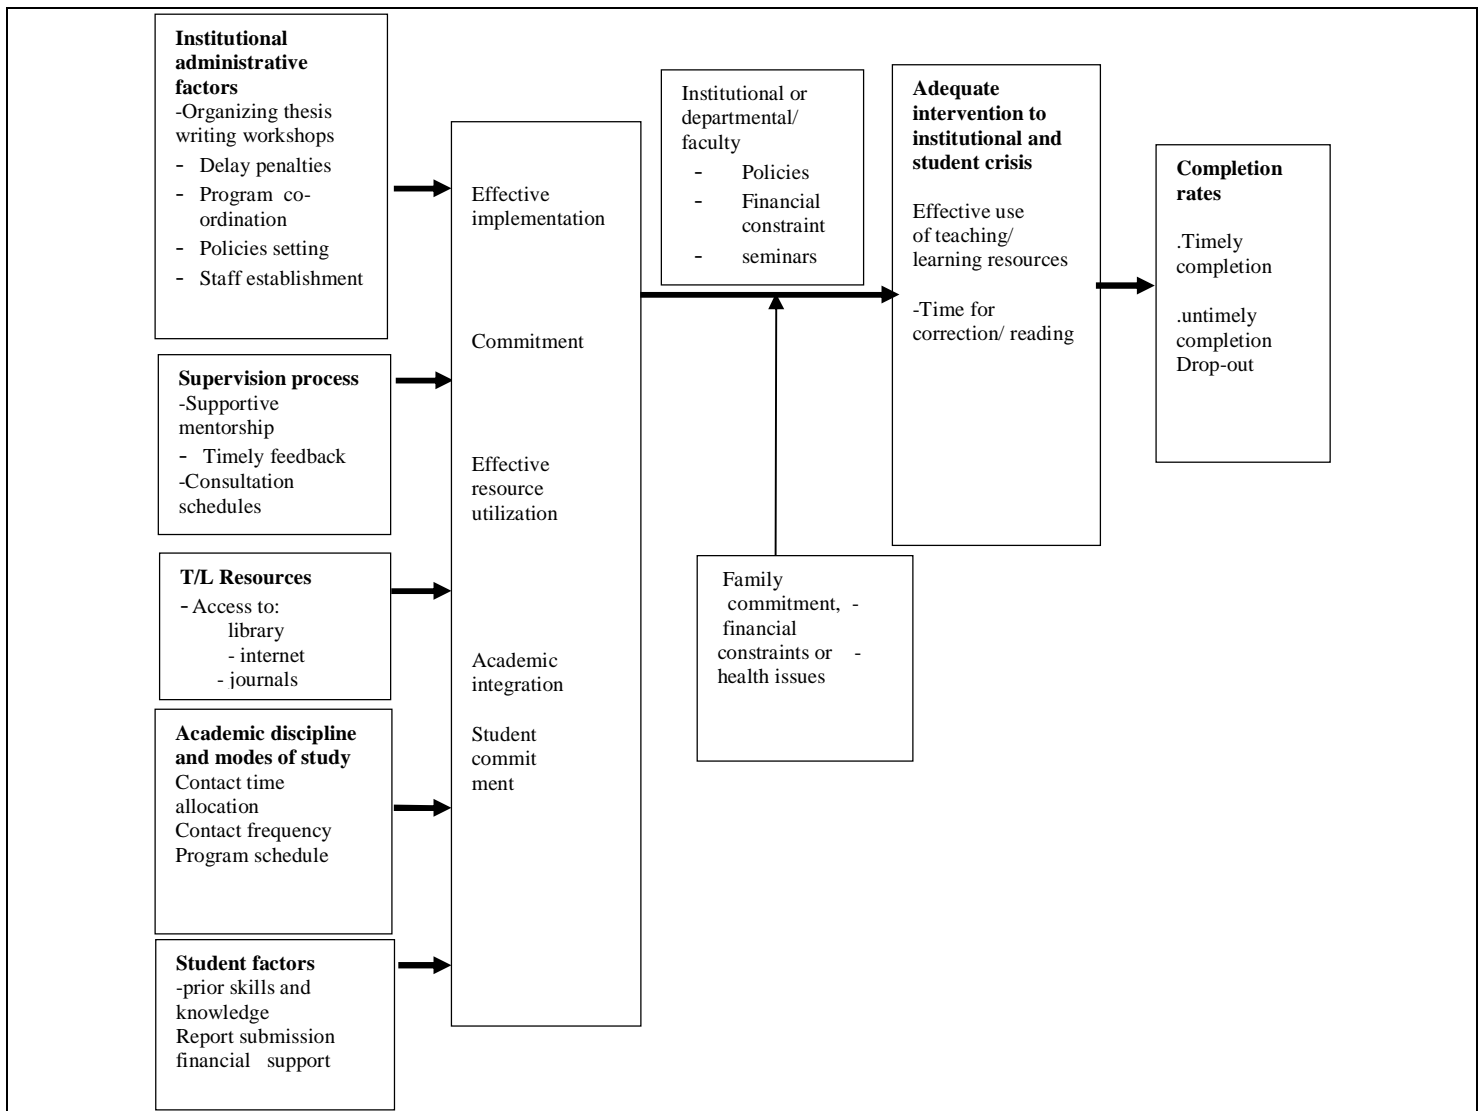 Institutional
administrative
factors
-Organizing thesis
writing workshops
- Delay penalties
- Program co-
ordination
- Policies setting
- Staff establishment
Supervision process
-Supportive
mentorship
- Timely feedback
-Consultation
schedules
T/L Resources
- Access to:
library
- internet
- journals
Academic discipline
and modes of study
Contact time
allocation
Contact frequency
Program schedule
Student factors
-prior skills and
knowledge
Report submission
financial support
Effective
implementation
Commitment
Effective
resource
utilization
Academic
integration
Student
commit
ment
Institutional or
departmental/
faculty
- Policies
- Financial
constraint
- seminars
Family
commitment, -
financial
constraints or -
health issues
Adequate
intervention to
institutional and
student crisis
Effective use
of teaching/
learning resources
-Time for
correction/ reading
Completion
rates
.Timely
completion
.untimely
completion
Drop-out